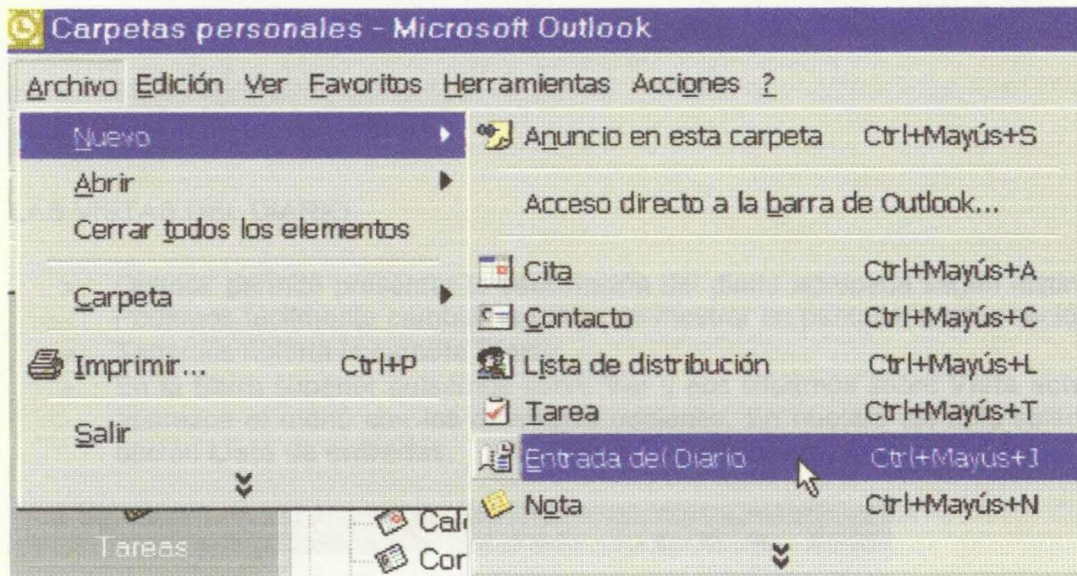 Carpetas personales - Microsoft Outlook
Archivo Edición Ver Favoritos Herramientas Acciones ?
Nuevo
Abrir
Cerrar todos los elementos
Carpeta
Imprimir... Ctrl+P
Salir
Anuncio en esta carpeta Ctrl+Mayús+S
Acceso directo a la barra de Outlook...
Cita Ctrl+Mayús+A
Contacto Ctrl+Mayús+C
Lista de distribución Ctrl+Mayús+L
Tarea Ctrl+Mayús+T
Entrada del Diario Ctrl+Mayús+J
Nota Ctrl+Mayús+N
Tareas
Cale
Cor